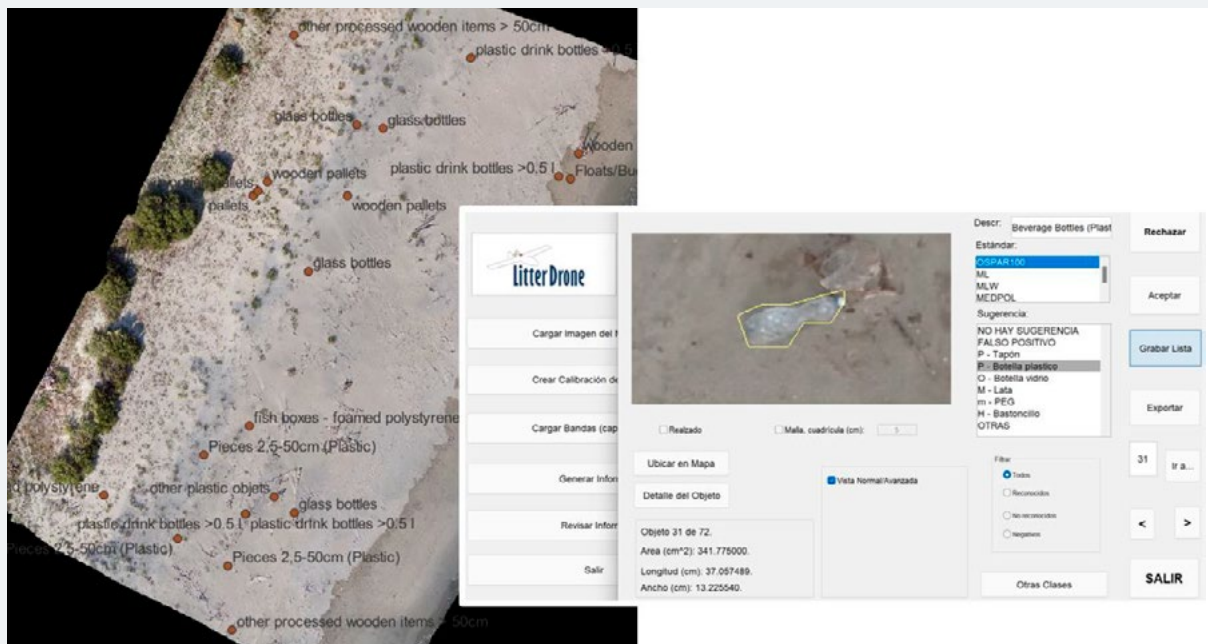 other processed wooden items > 50cm
plastic drink bottles >0.5 l
glass bottles
glass bottles
Wooden
plastic drink bottles >0.5 l
Floats/Bu
wooden pallets
pallets
pallets
wooden pallets
glass bottles
fish boxes - foamed polystyrene
Pieces 2,5-50cm (Plastic)
ed polystyrene
other plastic objets
glass bottles
plastic drink bottles >0.5 l
plastic drink bottles >0.5 l
Pieces 2,5-50cm (Plastic)
Pieces 2,5-50cm (Plastic)
other processed wooden items > 50cm
LitterDrone
Cargar Imagen del
Crear Calibración de
Cargar Bandas (cap
Generar Infor
Revisar Infor
Salir
Realzado
Malla. cuadrícula (cm):
5
Ubicar en Mapa
Detalle del Objeto
Vista Normal/Avanzada
Objeto 31 de 72.
Area (cm^2): 341.775000.
Longitud (cm): 37.057489.
Ancho (cm): 13.225540.
Descr:
Beverage Bottles (Plast
Estándar:
OSPAR100
ML
MLW
MEDPOL
Sugerencia:
NO HAY SUGERENCIA
FALSO POSITIVO
P - Tapón
P - Botella plastico
O - Botella vidrio
M - Lata
m - PEG
H - Bastoncillo
OTRAS
Filtrar
Todos
Reconocidos
No reconocidos
Negativos
Otras Clases
Rechazar
Aceptar
Grabar Lista
Exportar
31
Ir a...
<
>
SALIR